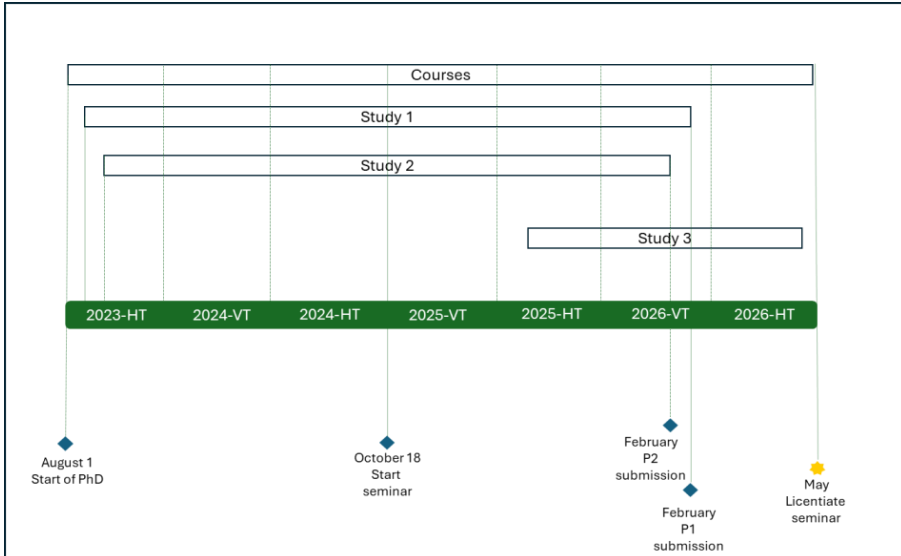 Courses
Study 1
Study 2
Study 3
2023-HT
2024-VT
2024-HT
2025-VT
2025-HT
2026-VT
2026-HT
August 1
Start of PhD
October 18
Start
seminar
February
P2
submission
February
P1
submission
May
Licentiate
seminar